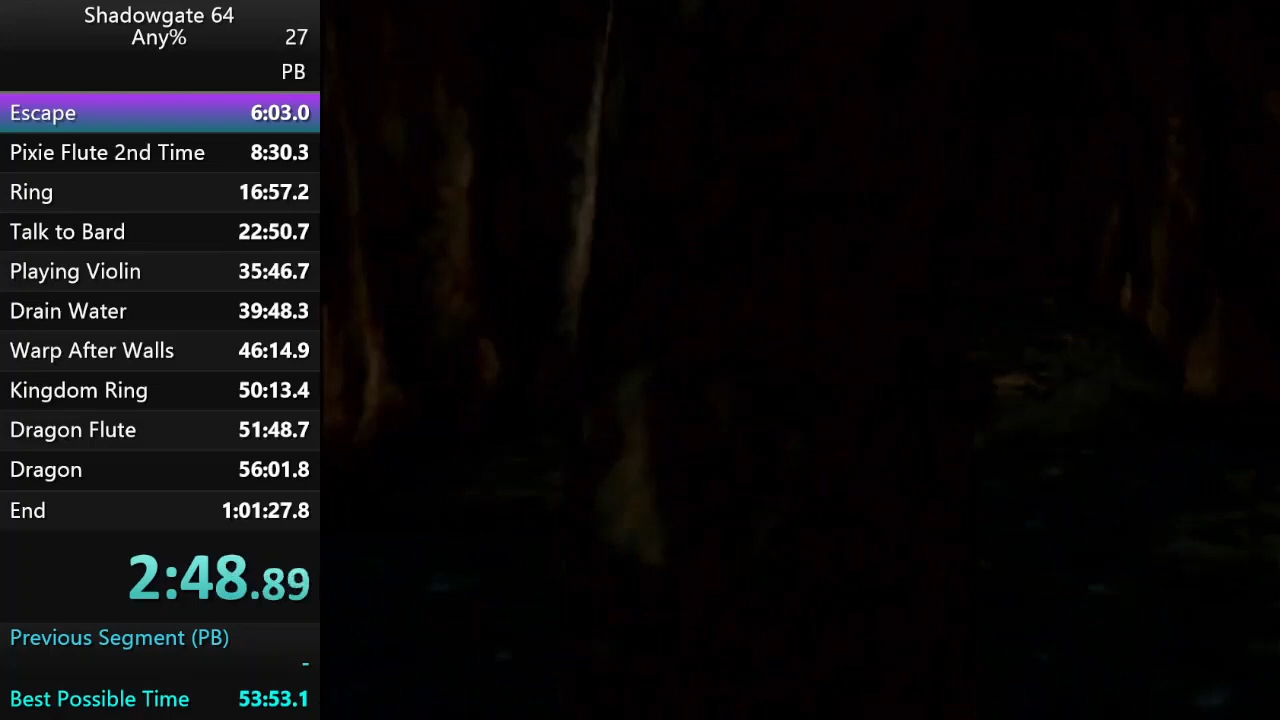 Shadowgate 64
Any% 27
PB
Escape 6:03.0
Pixie Flute 2nd Time 8:30.3
Ring 16:57.2
Talk to Bard 22:50.7
Playing Violin 35:46.7
Drain Water 39:48.3
Warp After Walls 46:14.9
Kingdom Ring 50:13.4
Dragon Flute 51:48.7
Dragon 56:01.8
End 1:01:27.8
2:48.89
Previous Segment (PB)
-
Best Possible Time 53:53.1